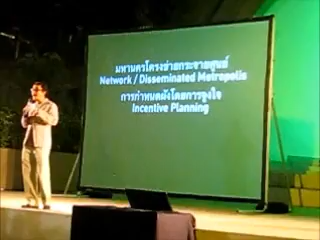 มหานครโครงข่ายกระจายศูนย์
Network / Disseminated Metropolis
การกำหนดผังโดยการจูงใจ
Incentive Planning